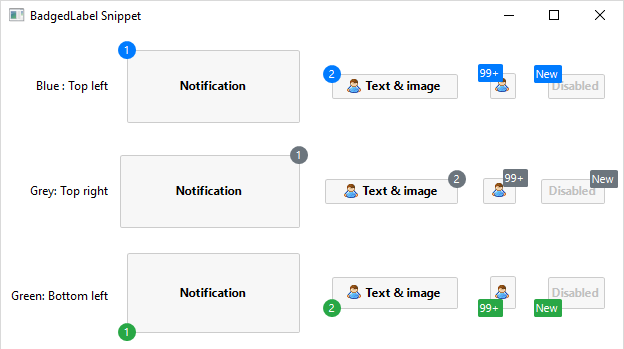 BadgedLabel Snippet
1
2
99+
New
Blue : Top left
Notification
Text & image
Disabled
1
2
99+
New
Grey: Top right
Notification
Text & image
Disabled
Green: Bottom left
Notification
Text & image
Disabled
1
2
99+
New